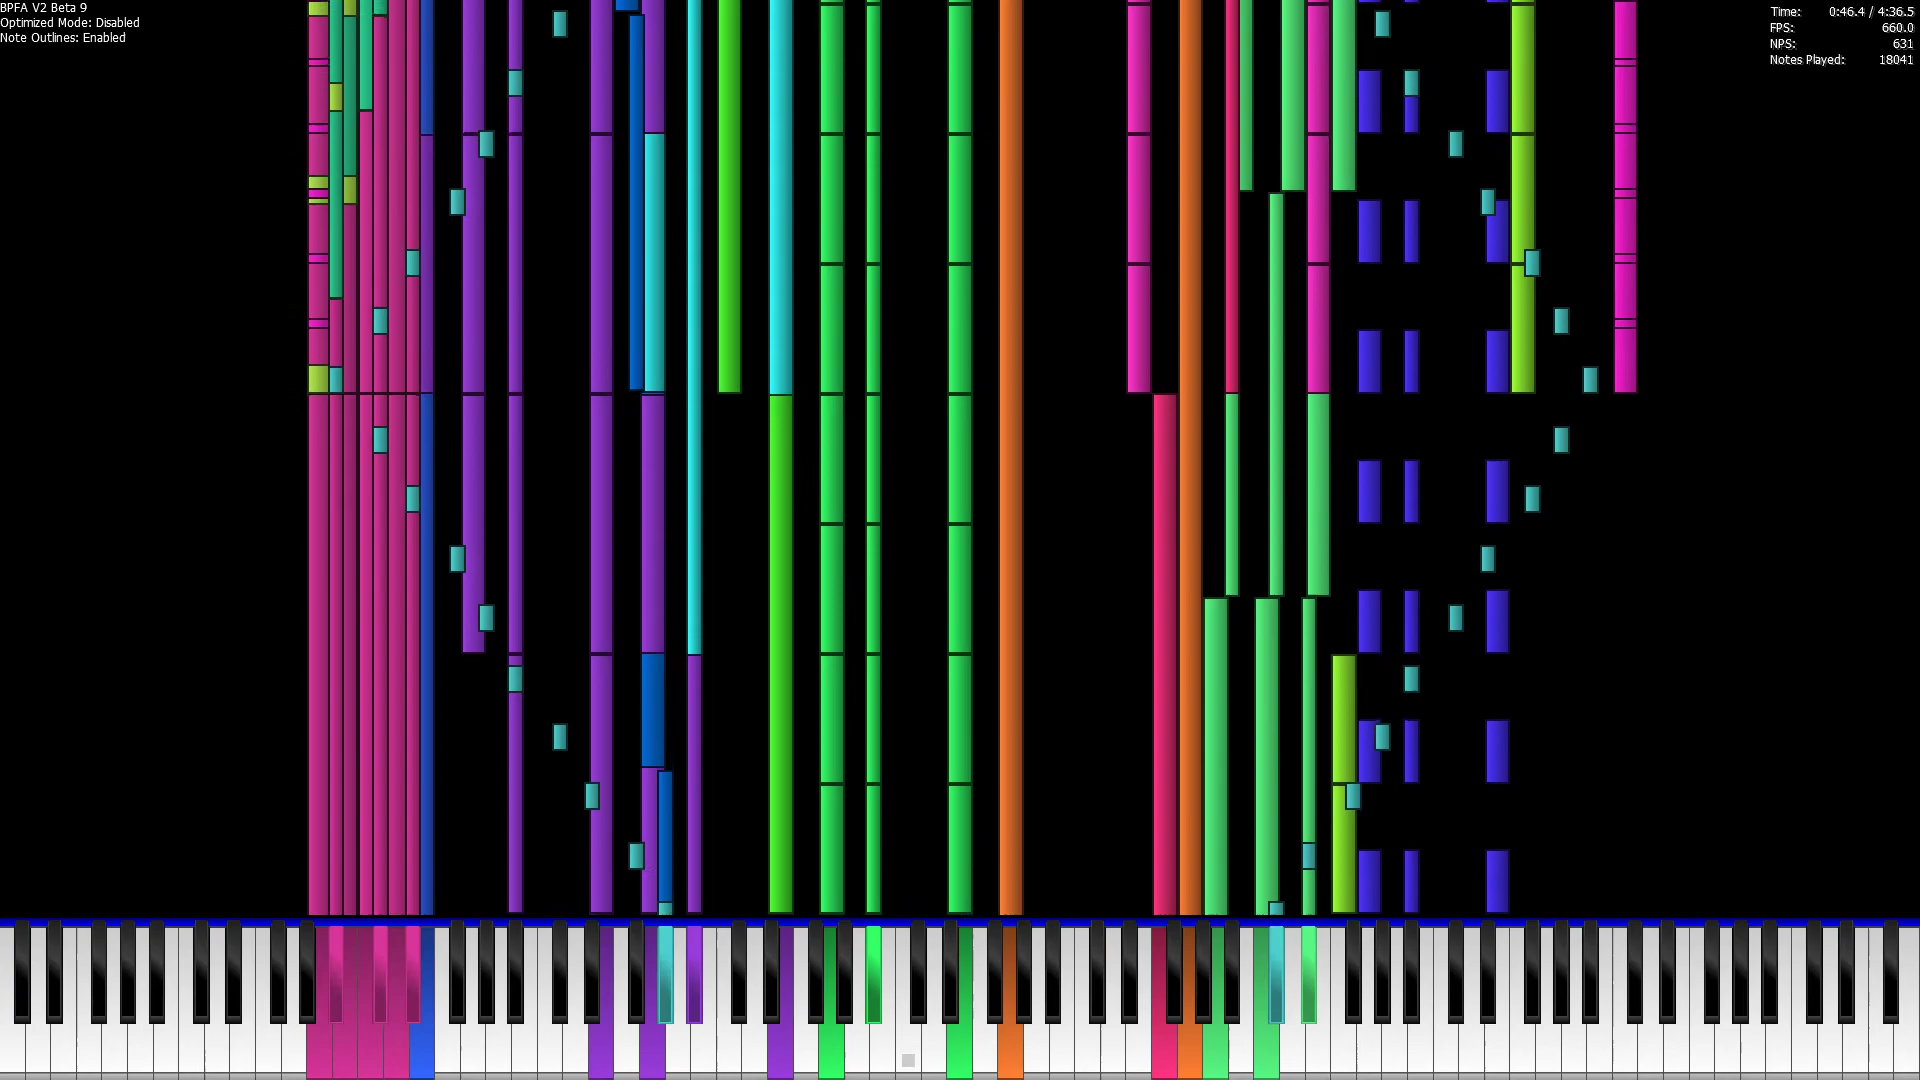 BPFA V2 Beta 9
Optimized Mode: Disabled
Note Outlines: Enabled
Time: 0:46.4 / 4:36.5
FPS: 660.0
NPS: 631
Notes Played: 18041